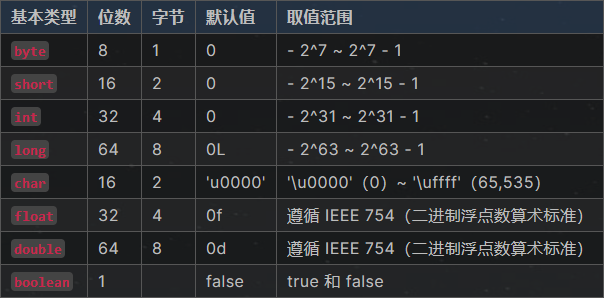 基本类型 位数 字节 默认值 取值范围
byte 8 1 0 - 2^7 ~ 2^7 - 1
short 16 2 0 - 2^15 ~ 2^15 - 1
int 32 4 0 - 2^31 ~ 2^31 - 1
long 64 8 0L - 2^63 ~ 2^63 - 1
char 16 2 'u0000' '\u0000'（0）~ '\uffff'（65,535）
float 32 4 0f 遵循 IEEE 754（二进制浮点数算术标准）
double 64 8 0d 遵循 IEEE 754（二进制浮点数算术标准）
boolean 1 false true 和 false